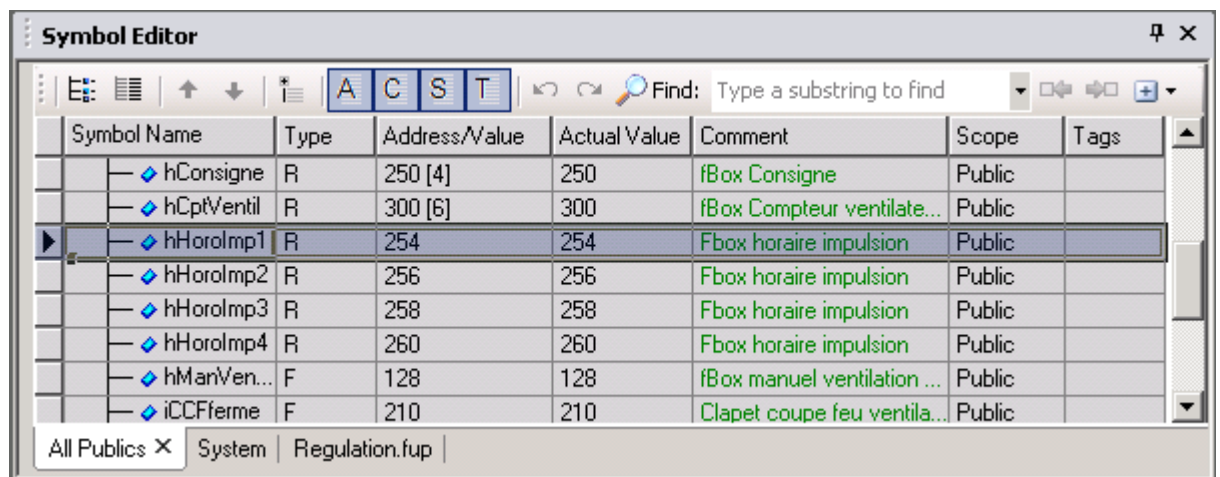 Symbol Editor
A C S T Find: Type a substring to find
Symbol Name Type Address/Value Actual Value Comment Scope Tags
hConsigne R 250 [4] 250 fBox Consigne Public
hCptVentil R 300 [6] 300 fBox Compteur ventilate... Public
hHoroImp1 R 254 254 Fbox horaire impulsion Public
hHoroImp2 R 256 256 Fbox horaire impulsion Public
hHoroImp3 R 258 258 Fbox horaire impulsion Public
hHoroImp4 R 260 260 Fbox horaire impulsion Public
hManVen... F 128 128 fBox manuel ventilation ... Public
iCCFferme F 210 210 Clapet coupe feu ventila... Public
All Publics System Regulation.fup